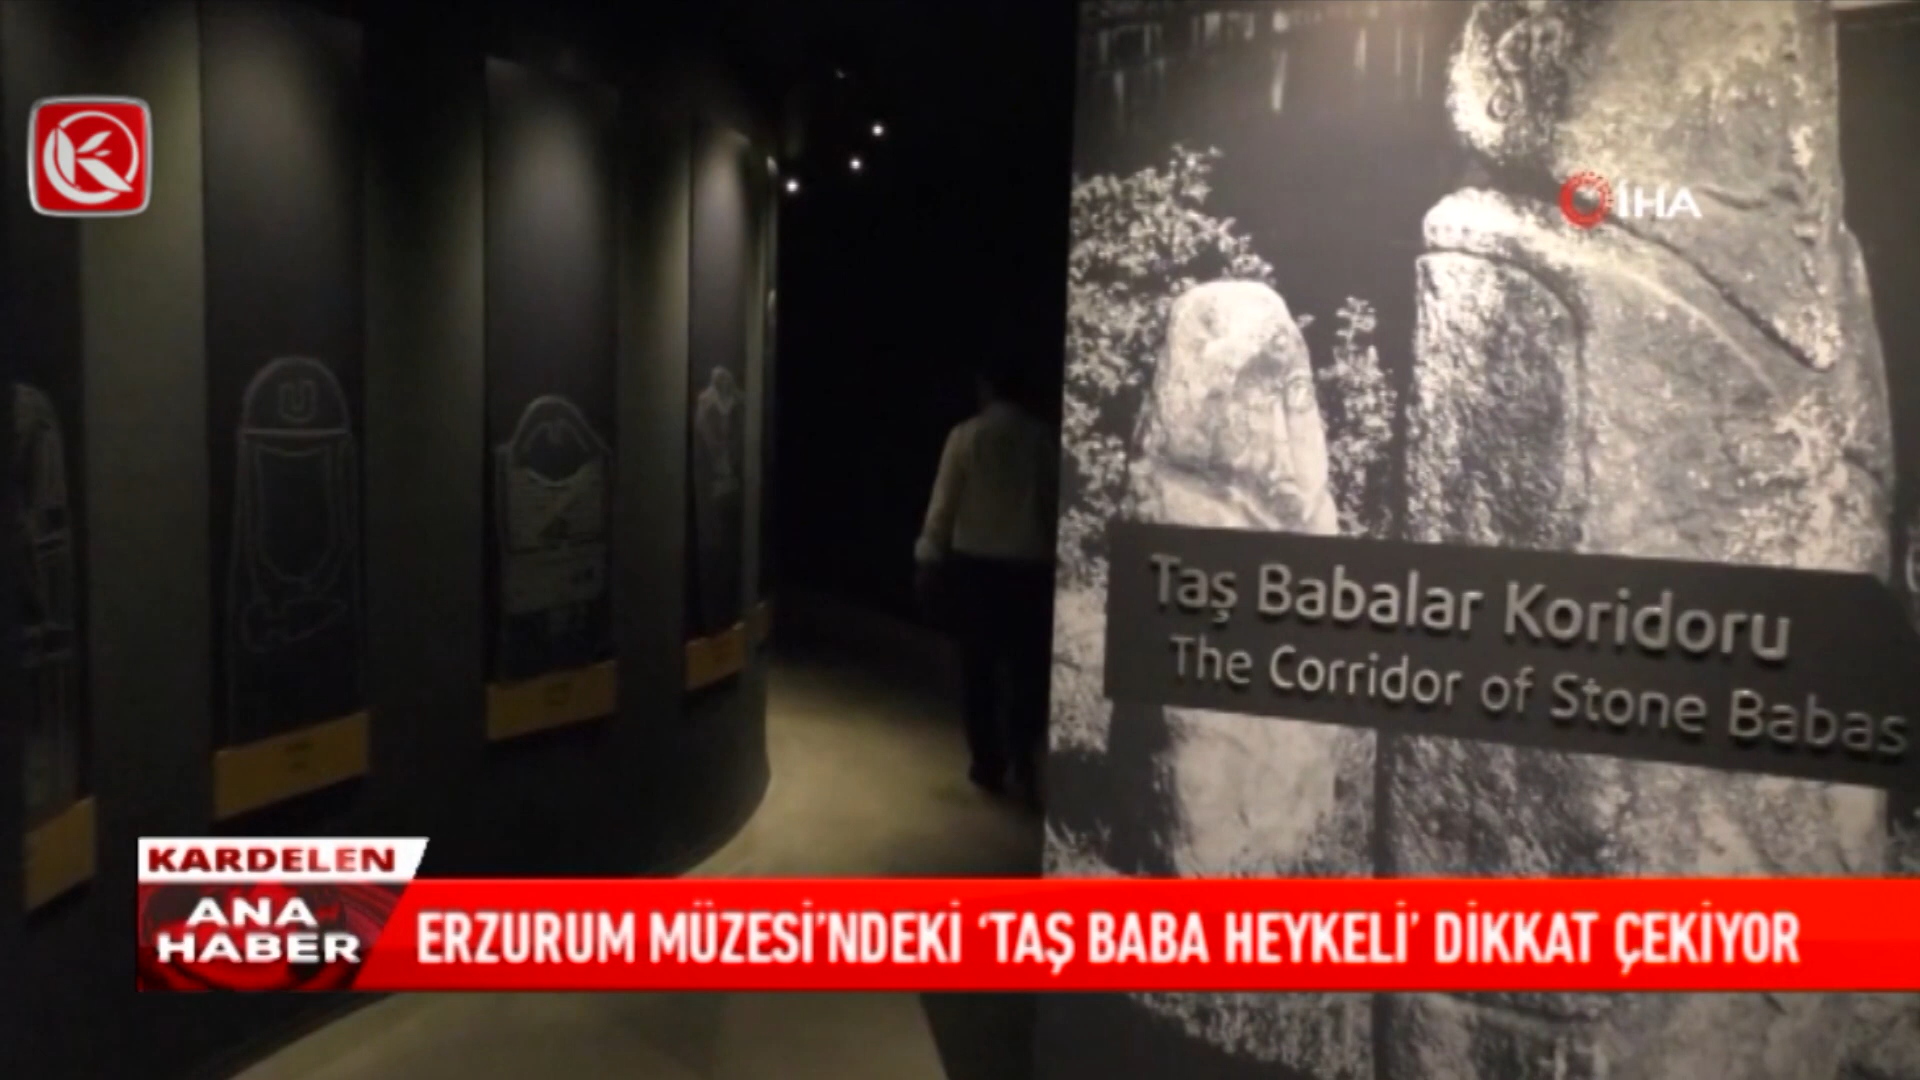 K
İHA
Taş Babalar Koridoru
The Corridor of Stone Babas
KARDELEN
ANA
HABER
ERZURUM MÜZESİ’NDEKİ ‘TAŞ BABA HEYKELİ’ DİKKAT ÇEKİYOR